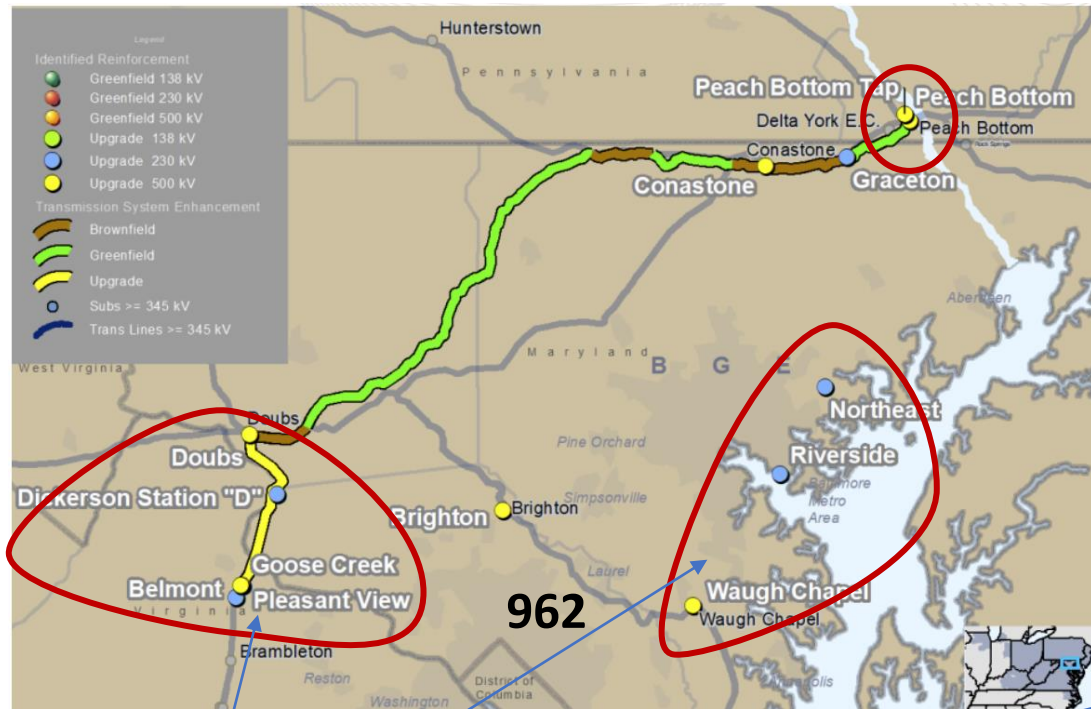 Legend
Identified Reinforcement
Greenfield 138 kV
Greenfield 230 kV
Greenfield 500 kV
Upgrade 138 kV
Upgrade 230 kV
Upgrade 500 kV
Transmission System Enhancement
Brownfield
Greenfield
Upgrade
Subs >= 345 kV
Trans Lines >= 345 kV
Hunterstown
Pennsylvania
Peach Bottom Tap
Peach Bottom
Delta York E.C.
Peach Bottom
Rock Springs
Conastone
Conastone
Graceton
Aberdeen
West Virginia
Maryland
B G E
Northeast
Doubs
Doubs
Pine Orchard
Riverside
Baltimore
Metro
Area
Dickerson Station "D"
Simpsonville
Brighton
Brighton
Goose Creek
Belmont
Pleasant View
Virginia
Laurel
962
Waugh Chapel
Waugh Chapel
Brambleton
Reston
District of
Columbia
Washington
Annapolis